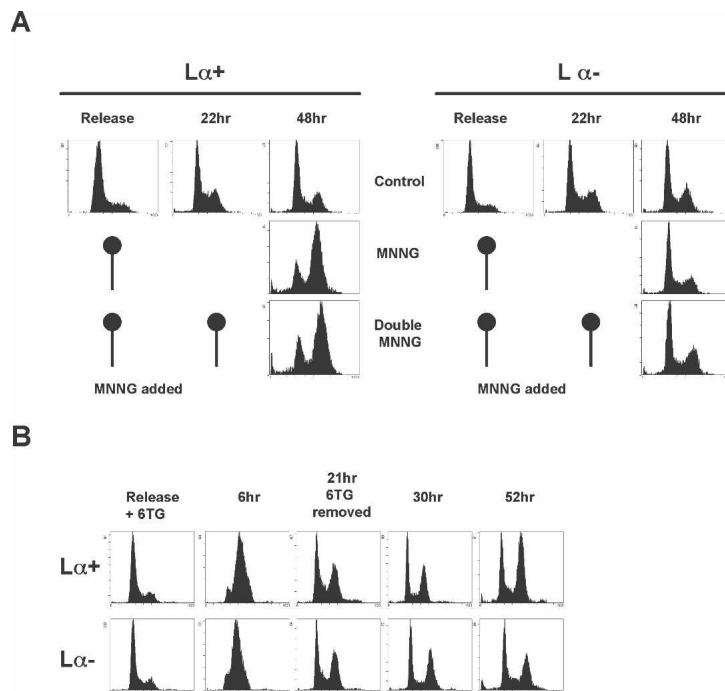 A
Lα+
L α-
Release 22hr 48hr
Release 22hr 48hr
Control
MNNG
Double
MNNG
MNNG added
MNNG added
B
Release
+ 6TG
6hr
21hr
6TG
removed
30hr
52hr
Lα+
Lα-